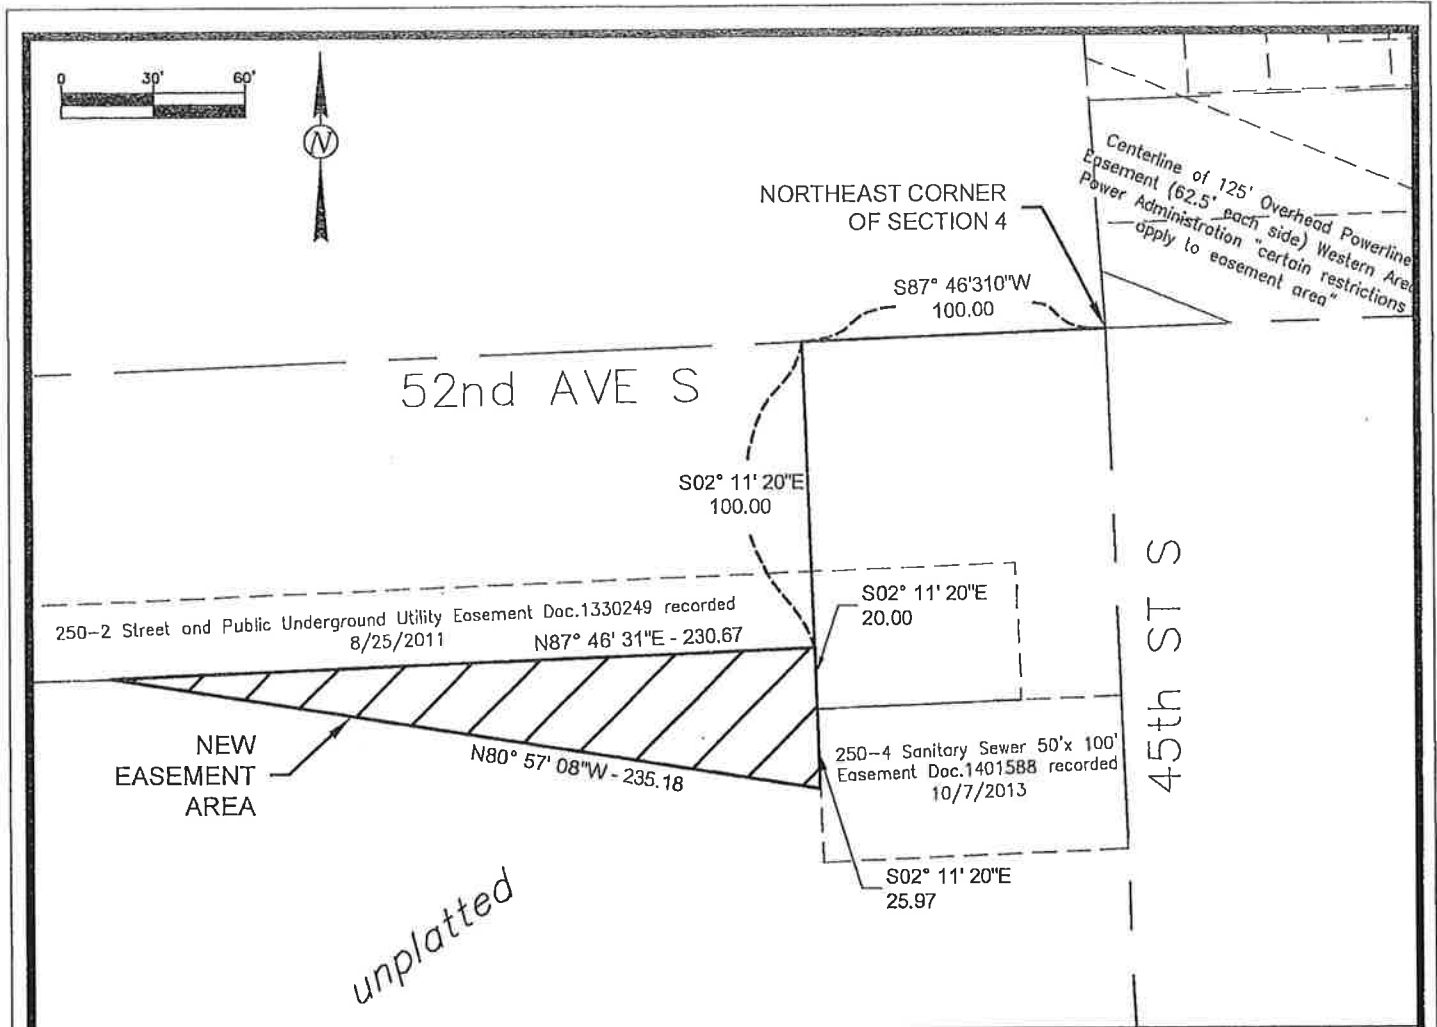 0 30' 60'
N
NORTHEAST CORNER
OF SECTION 4
Centerline of 125' Overhead Powerline
Easement (62.5' each side) Western Area
Power Administration "certain restrictions
apply to easement area"
S87° 46'310"W
100.00
52nd AVE S
S02° 11' 20"E
100.00
250-2 Street and Public Underground Utility Easement Doc.1330249 recorded
8/25/2011
N87° 46' 31"E - 230.67
S02° 11' 20"E
20.00
45th ST S
NEW
EASEMENT
AREA
N80° 57' 08"W - 235.18
250-4 Sanitary Sewer 50'x 100'
Easement Doc.1401588 recorded
10/7/2013
S02° 11' 20"E
25.97
unplatted